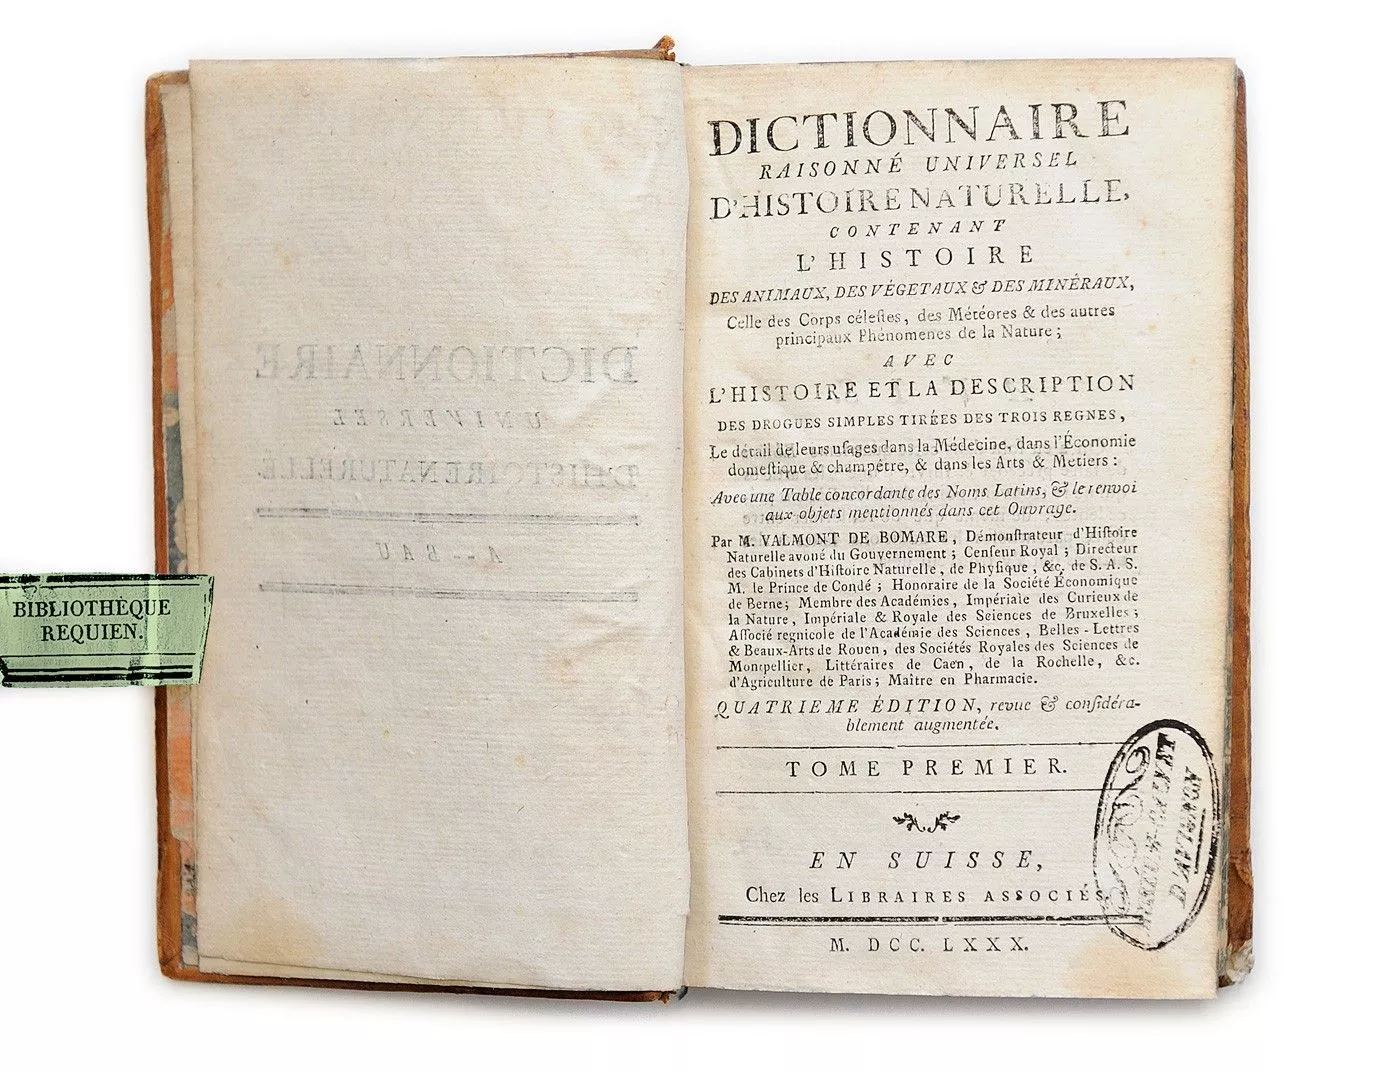 BIBLIOTHÈQUE
REQUIEN.
DICTIONNAIRE
UNIVERSEL
D'HISTOIRE NATURELLE
A--BAU
DICTIONNAIRE
RAISONNÉ UNIVERSEL
D'HISTOIRE NATURELLE,
CONTENANT
L'HISTOIRE
DES ANIMAUX, DES VÉGETAUX & DES MINÉRAUX,
Celle des Corps céleſtes, des Météores & des autres
principaux Phénomenes de la Nature;
AVEC
L'HISTOIRE ET LA DESCRIPTION
DES DROGUES SIMPLES TIRÉES DES TROIS REGNES,
Le détail de leurs uſages dans la Médecine, dans l'Économie
domeſtique & champêtre, & dans les Arts & Métiers:
Avec une Table concordante des Noms Latins, & le renvoi
aux objets mentionnés dans cet Ouvrage.
Par M. VALMONT DE BOMARE, Démonſtrateur d'Hiſtoire
Naturelle avoué du Gouvernement; Cenſeur Royal; Directeur
des Cabinets d'Hiſtoire Naturelle, de Phyſique, &c. de S. A. S.
M. le Prince de Condé; Honoraire de la Société Économique
de Berne; Membre des Académies, Impériale des Curieux de
la Nature, Impériale & Royale des Sciences de Bruxelles;
Aſſocié regnicole de l'Académie des Sciences, Belles-Lettres
& Beaux-Arts de Rouen, des Sociétés Royales des Sciences de
Montpellier, Littéraires de Caen, de la Rochelle, &c.
d'Agriculture de Paris; Maître en Pharmacie.
QUATRIEME ÉDITION, revue & conſidéra-
blement augmentée.
TOME PREMIER.
EN SUISSE,
Chez les LIBRAIRES ASSOCIÉS
M. DCC. LXXX.